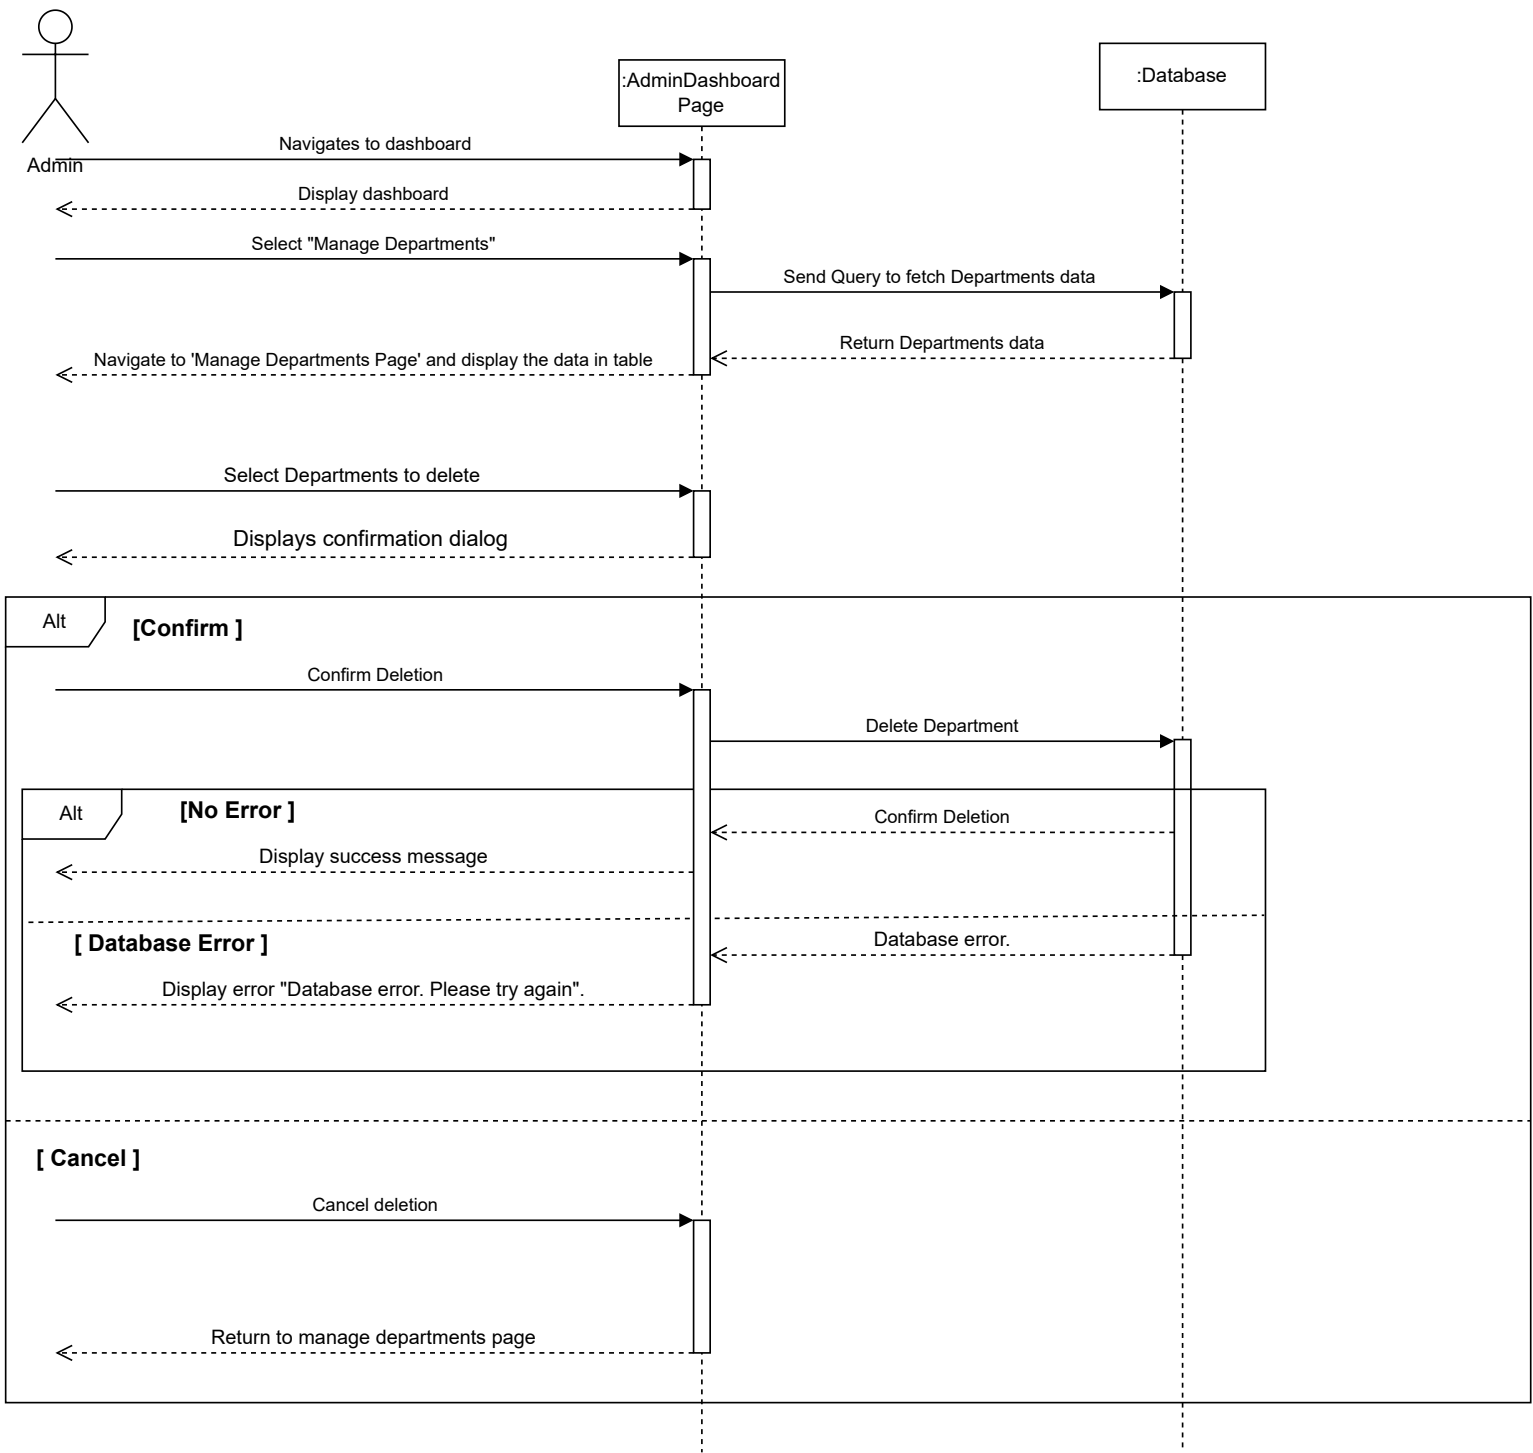 :AdminDashboard
Page
:Database
Admin
Navigates to dashboard
Display dashboard
Select "Manage Departments"
Send Query to fetch Departments data
Return Departments data
Navigate to 'Manage Departments Page' and display the data in table
Select Departments to delete
Displays confirmation dialog
Alt
[Confirm ]
Confirm Deletion
Delete Department
Alt
[No Error ]
Confirm Deletion
Display success message
[ Database Error ]
Database error.
Display error "Database error. Please try again".
[ Cancel ]
Cancel deletion
Return to manage departments page